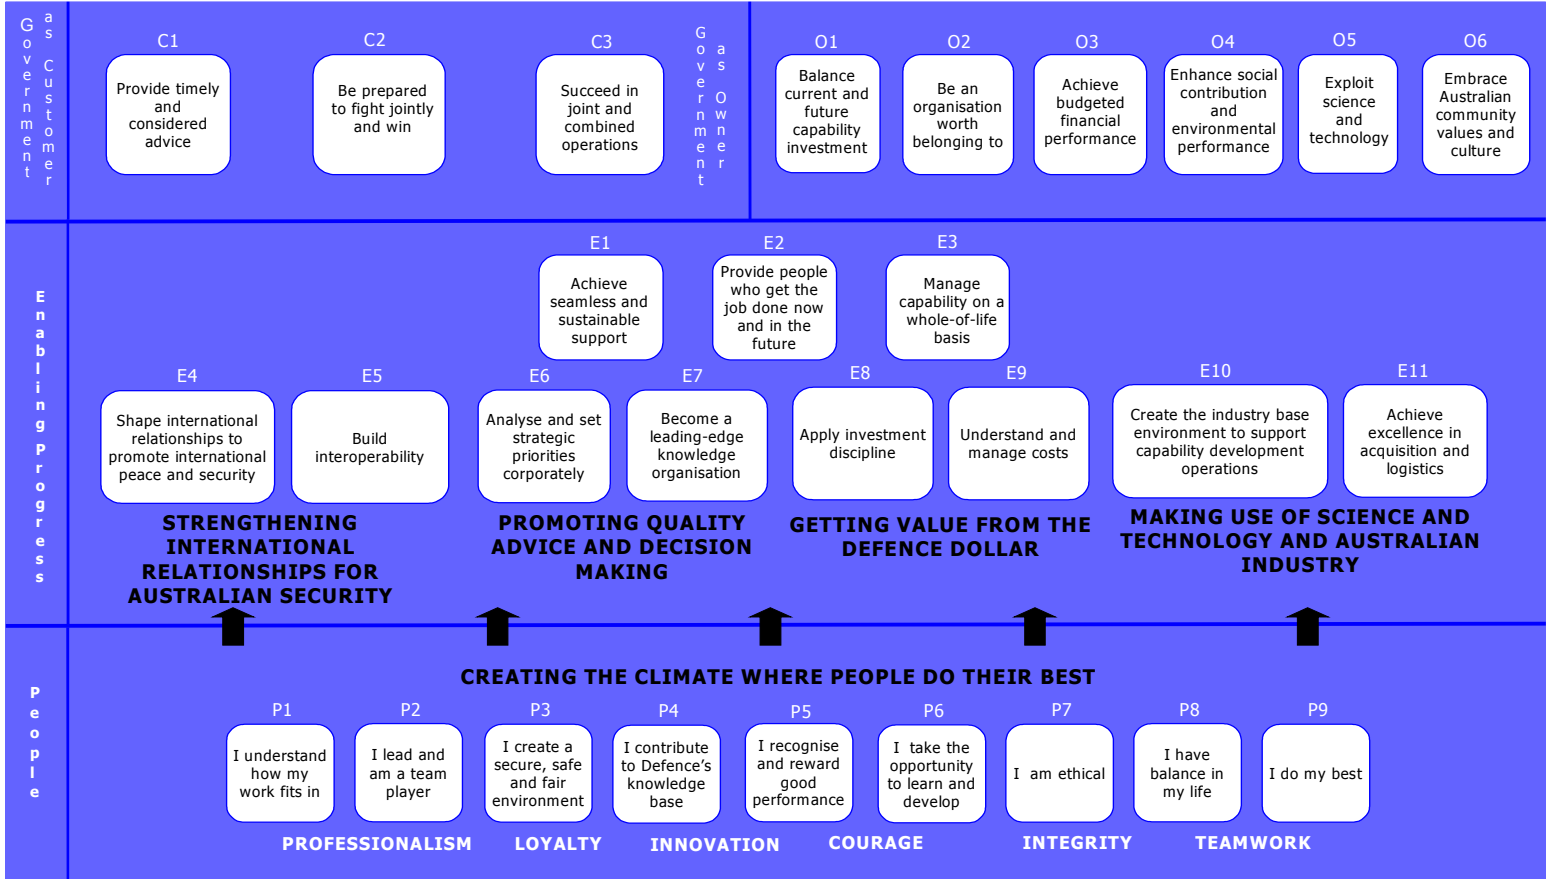 Government
as Customer
C1
Provide timely
and
considered
advice
C2
Be prepared
to fight jointly
and win
C3
Succeed in
joint and
combined
operations
Government
as Owner
O1
Balance
current and
future
capability
investment
O2
Be an
organisation
worth
belonging to
O3
Achieve
budgeted
financial
performance
O4
Enhance social
contribution
and
environmental
performance
O5
Exploit
science
and
technology
O6
Embrace
Australian
community
values and
culture
Enabling Progress
E1
Achieve
seamless and
sustainable
support
E2
Provide people
who get the
job done now
and in the
future
E3
Manage
capability on a
whole-of-life
basis
E4
Shape international
relationships to
promote international
peace and security
E5
Build
interoperability
E6
Analyse and set
strategic
priorities
corporately
E7
Become a
leading-edge
knowledge
organisation
E8
Apply investment
discipline
E9
Understand and
manage costs
E10
Create the industry base
environment to support
capability development
operations
E11
Achieve
excellence in
acquisition and
logistics
STRENGTHENING
INTERNATIONAL
RELATIONSHIPS FOR
AUSTRALIAN SECURITY
PROMOTING QUALITY
ADVICE AND DECISION
MAKING
GETTING VALUE FROM THE
DEFENCE DOLLAR
MAKING USE OF SCIENCE AND
TECHNOLOGY AND AUSTRALIAN
INDUSTRY
People
CREATING THE CLIMATE WHERE PEOPLE DO THEIR BEST
P1
I understand
how my
work fits in
P2
I lead and
am a team
player
P3
I create a
secure, safe
and fair
environment
P4
I contribute
to Defence's
knowledge
base
P5
I recognise
and reward
good
performance
P6
I take the
opportunity
to learn and
develop
P7
I am ethical
P8
I have
balance in
my life
P9
I do my best
PROFESSIONALISM
LOYALTY
INNOVATION
COURAGE
INTEGRITY
TEAMWORK